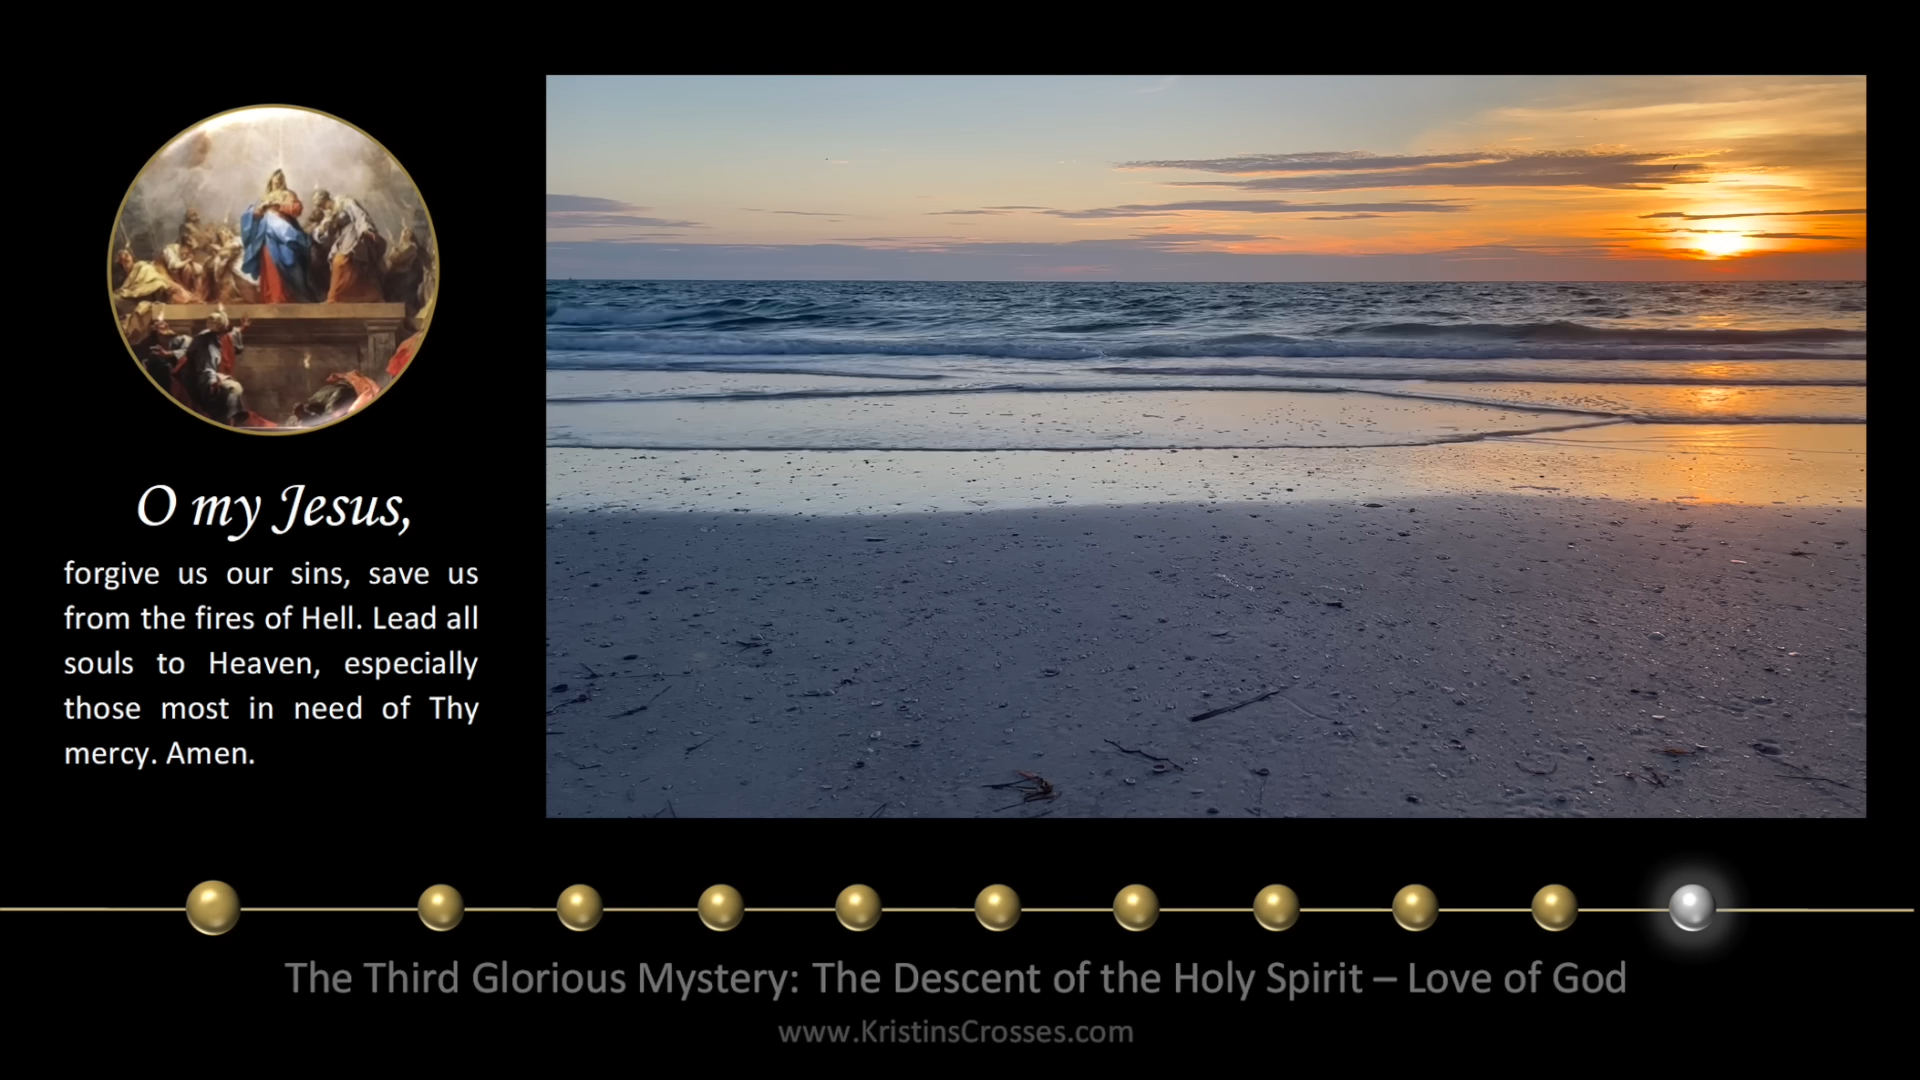 O my Jesus,
forgive us our sins, save us
from the fires of Hell. Lead all
souls to Heaven, especially
those most in need of Thy
mercy. Amen.
The Third Glorious Mystery: The Descent of the Holy Spirit – Love of God
www.KristinsCrosses.com